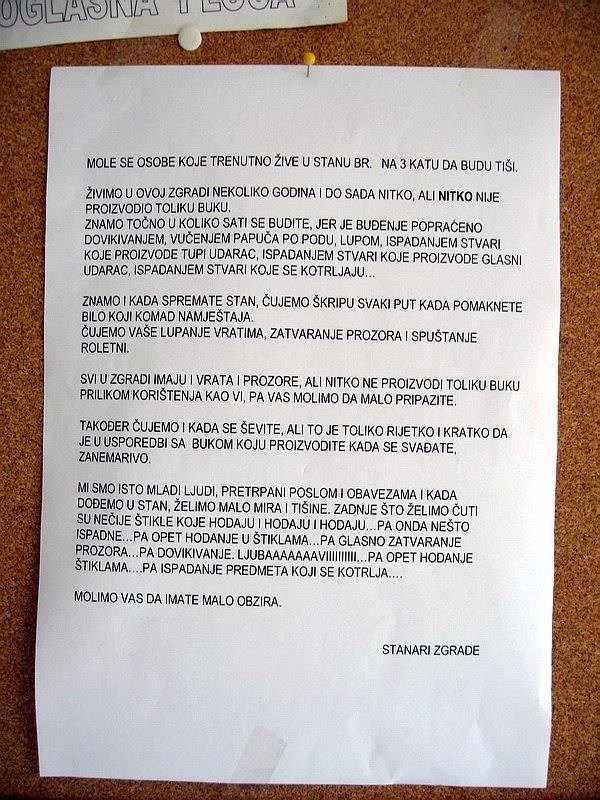 OGLASNA PLOČA
MOLE SE OSOBE KOJE TRENUTNO ŽIVE U STANU BR. NA 3 KATU DA BUDU TIŠI.
ŽIVIMO U OVOJ ZGRADI NEKOLIKO GODINA I DO SADA NITKO, ALI NITKO NIJE
PROIZVODIO TOLIKU BUKU.
ZNAMO TOČNO U KOLIKO SATI SE BUDITE, JER JE BUĐENJE POPRAĆENO
DOVIKIVANJEM, VUČENJEM PAPUČA PO PODU, LUPOM, ISPADANJEM STVARI
KOJE PROIZVODE TUPI UDARAC, ISPADANJEM STVARI KOJE PROIZVODE GLASNI
UDARAC, ISPADANJEM STVARI KOJE SE KOTRLJAJU...
ZNAMO I KADA SPREMATE STAN, ČUJEMO ŠKRIPU SVAKI PUT KADA POMAKNETE
BILO KOJI KOMAD NAMJEŠTAJA.
ČUJEMO VAŠE LUPANJE VRATIMA, ZATVARANJE PROZORA I SPUŠTANJE
ROLETNI.
SVI U ZGRADI IMAJU I VRATA I PROZORE, ALI NITKO NE PROIZVODI TOLIKU BUKU
PRILIKOM KORIŠTENJA KAO VI, PA VAS MOLIMO DA MALO PRIPAZITE.
TAKOĐER ČUJEMO I KADA SE ŠEVITE, ALI TO JE TOLIKO RIJETKO I KRATKO DA
JE U USPOREDBI SA BUKOM KOJU PROIZVODITE KADA SE SVAĐATE,
ZANEMARIVO.
MI SMO ISTO MLADI LJUDI, PRETRPANI POSLOM I OBAVEZAMA I KADA
DOĐEMO U STAN, ŽELIMO MALO MIRA I TIŠINE. ZADNJE ŠTO ŽELIMO ČUTI
SU NEČIJE ŠTIKLE KOJE HODAJU I HODAJU I HODAJU...PA ONDA NEŠTO
ISPADNE...PA OPET HODANJE U ŠTIKLAMA...PA GLASNO ZATVARANJE
PROZORA...PA DOVIKIVANJE. LJUBAAAAAAAVIIIIIIIIII...PA OPET HODANJE
ŠTIKLAMA....PA ISPADANJE PREDMETA KOJI SE KOTRLJA....
MOLIMO VAS DA IMATE MALO OBZIRA.
STANARI ZGRADE